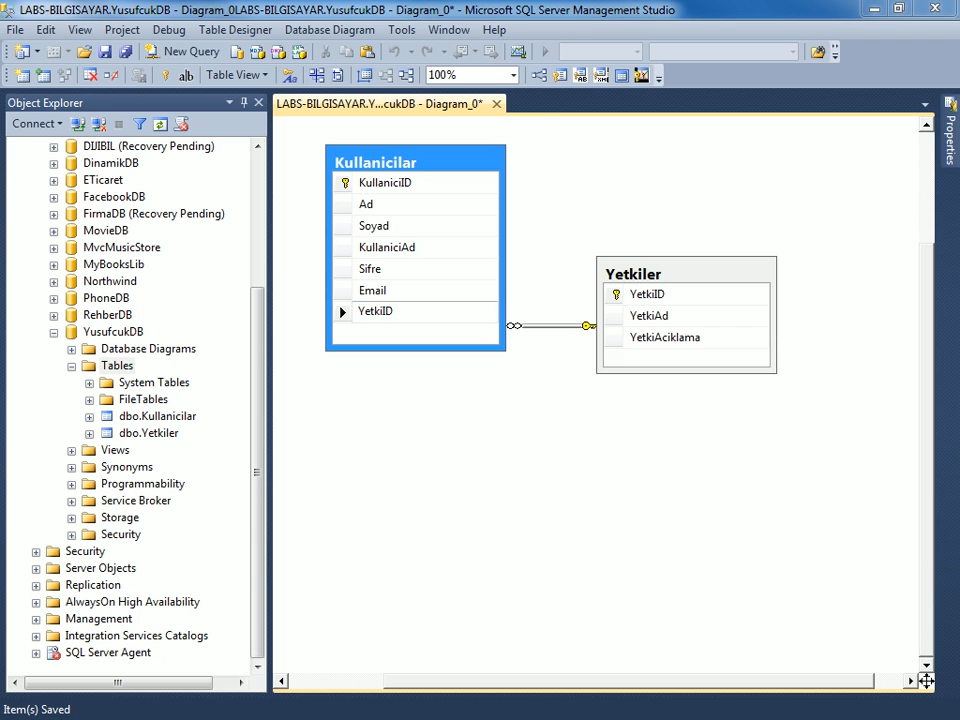 LABS-BILGISAYAR.YusufcukDB - Diagram_0LABS-BILGISAYAR.YusufcukDB - Diagram_0* - Microsoft SQL Server Management Studio
File Edit View Project Debug Table Designer Database Diagram Tools Window Help
New Query
Table View 100%
Object Explorer
Connect
DIJIBIL (Recovery Pending)
DinamikDB
ETicaret
FacebookDB
FirmaDB (Recovery Pending)
MovieDB
MvcMusicStore
MyBooksLib
Northwind
PhoneDB
RehberDB
YusufcukDB
Database Diagrams
Tables
System Tables
FileTables
dbo.Kullanicilar
dbo.Yetkiler
Views
Synonyms
Programmability
Service Broker
Storage
Security
Security
Server Objects
Replication
AlwaysOn High Availability
Management
Integration Services Catalogs
SQL Server Agent
LABS-BILGISAYAR.Y...cukDB - Diagram_0*
Kullanicilar
KullaniciID
Ad
Soyad
KullaniciAd
Sifre
Email
YetkiID
Yetkiler
YetkiID
YetkiAd
YetkiAciklama
Properties
Item(s) Saved